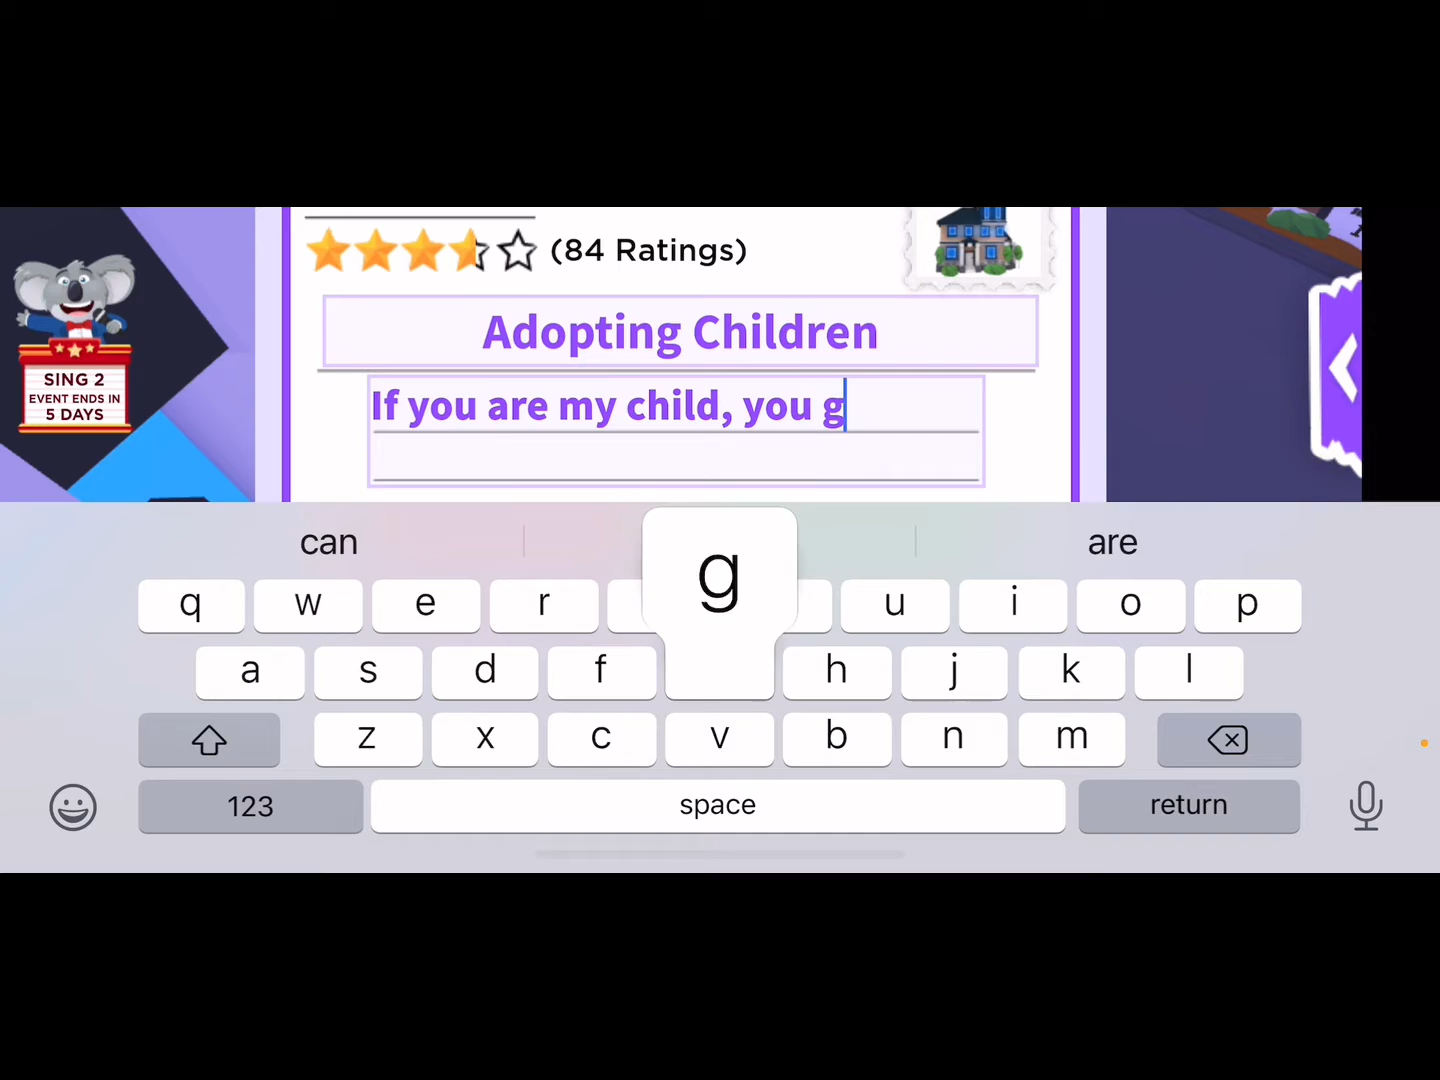 (84 Ratings)
Adopting Children
If you are my child, you g
SING 2
EVENT ENDS IN
5 DAYS
can
are
g
q w e r u i o p
a s d f h j k l
z x c v b n m
123
space
return